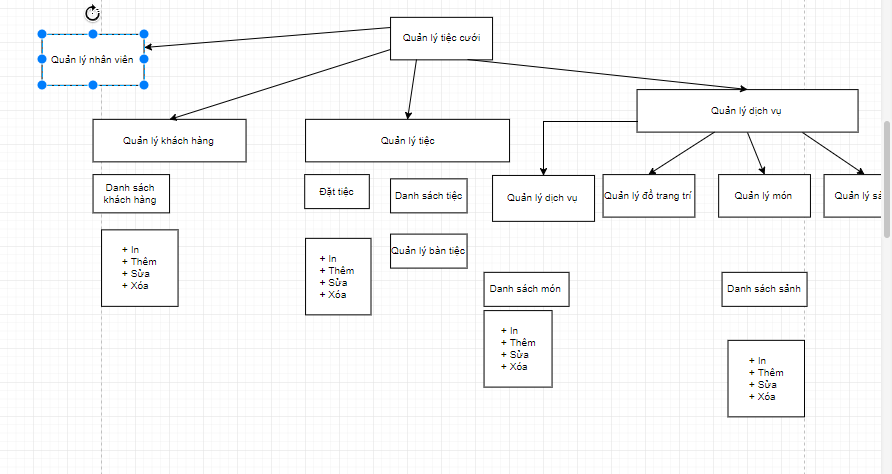 Quản lý tiệc cưới
Quản lý nhân viên
Quản lý dịch vụ
Quản lý khách hàng
Quản lý tiệc
Danh sách
khách hàng
Đặt tiệc
Danh sách tiệc
Quản lý dịch vụ
Quản lý đồ trang trí
Quản lý món
Quản lý sả
+ In
+ Thêm
+ Sửa
+ Xóa
Quản lý bàn tiệc
+ In
+ Thêm
+ Sửa
+ Xóa
Danh sách món
Danh sách sảnh
+ In
+ Thêm
+ Sửa
+ Xóa
+ In
+ Thêm
+ Sửa
+ Xóa